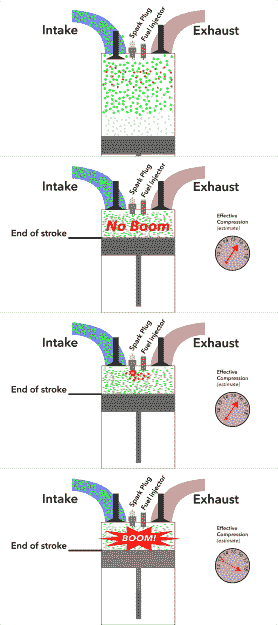 Intake
Spark Plug
Fuel Injector
Exhaust
Intake
Spark Plug
Fuel Injector
Exhaust
No Boom
End of stroke
Effective
Compression
(estimate)
Intake
Spark Plug
Fuel Injector
Exhaust
End of stroke
Effective
Compression
(estimate)
Intake
Spark Plug
Fuel Injector
Exhaust
BOOM!
End of stroke
Effective
Compression
(estimate)